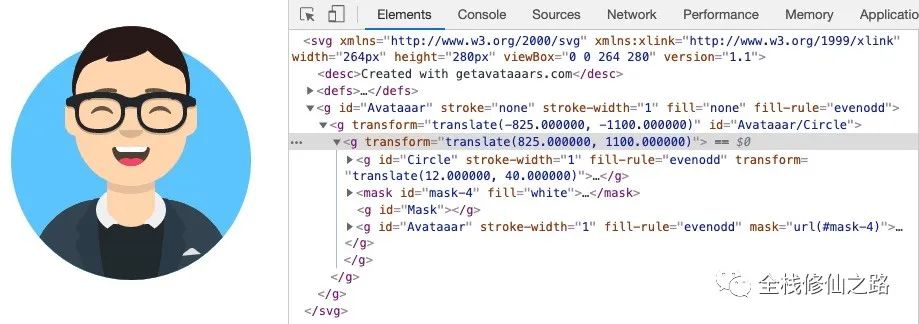 Elements Console Sources Network Performance Memory Applicatio
<svg xmlns="http://www.w3.org/2000/svg" xmlns:xlink="http://www.w3.org/1999/xlink"
width="264px" height="280px" viewBox="0 0 264 280" version="1.1">
<desc>Created with getavataaars.com</desc>
▶<defs>…</defs>
▼<g id="Avataaar" stroke="none" stroke-width="1" fill="none" fill-rule="evenodd">
▼<g transform="translate(-825.000000, -1100.000000)" id="Avataaar/Circle">
… ▼<g transform="translate(825.000000, 1100.000000)"> == $0
▶<g id="Circle" stroke-width="1" fill-rule="evenodd" transform=
"translate(12.000000, 40.000000)">…</g>
▶<mask id="mask-4" fill="white">…</mask>
<g id="Mask"></g>
▶<g id="Avataaar" stroke-width="1" fill-rule="evenodd" mask="url(#mask-4)">…
</g>
</g>
</g>
</g>
</svg>
全栈修仙之路